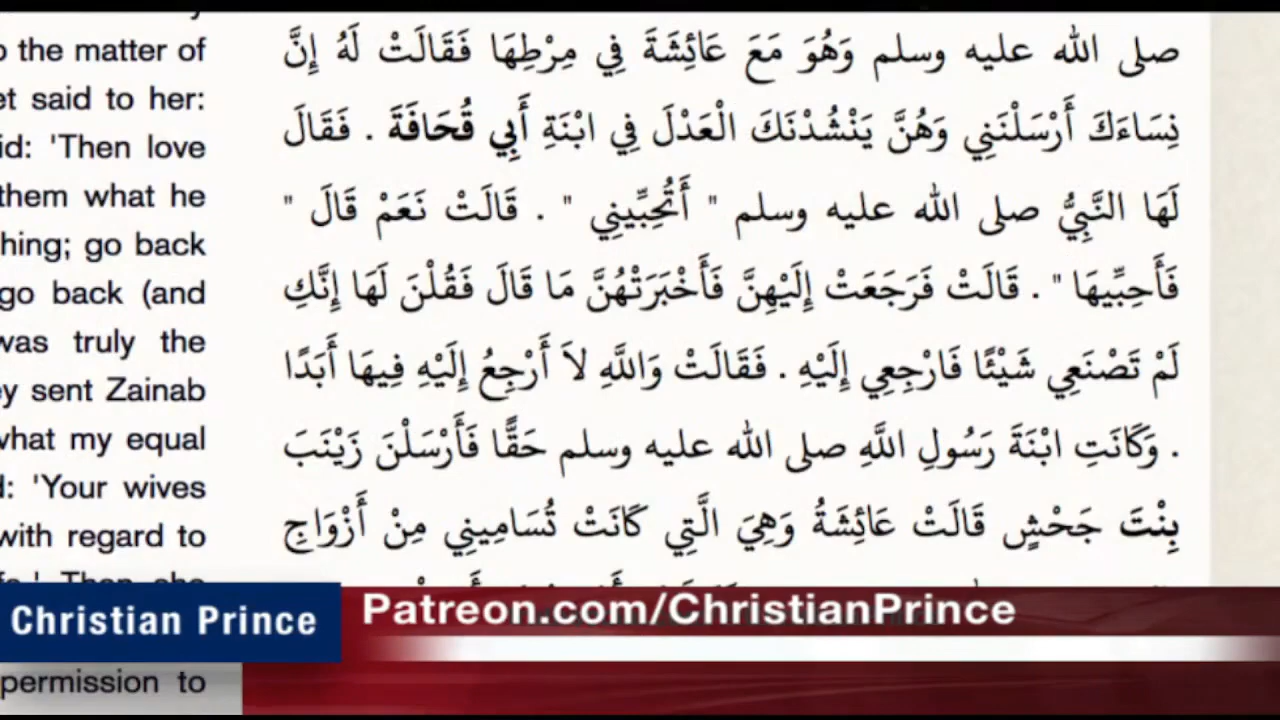 o the matter of
et said to her:
id: 'Then love
them what he
hing; go back
go back (and
was truly the
ey sent Zainab
what my equal
d: 'Your wives
with regard to
permission to
صلى الله عليه وسلم وَهُوَ مَعَ عَائِشَةَ فِي مِرْطِهَا فَقَالَتْ لَهُ إِنَّ
نِسَاءَكَ أَرْسَلْنَنِي وَهُنَّ يَنْشُدْنَكَ الْعَدْلَ فِي ابْنَةِ أَبِي قُحَافَةَ . فَقَالَ
لَهَا النَّبِيُّ صلى الله عليه وسلم " أَتُحِبِّينِي " . قَالَتْ نَعَمْ قَالَ "
فَأَحِبِّيهَا " . قَالَتْ فَرَجَعَتْ إِلَيْهِنَّ فَأَخْبَرَتْهُنَّ مَا قَالَ فَقُلْنَ لَهَا إِنَّكِ
لَمْ تَصْنَعِي شَيْئًا فَارْجِعِي إِلَيْهِ . فَقَالَتْ وَاللَّهِ لاَ أَرْجِعُ إِلَيْهِ فِيهَا أَبَدًا
. وَكَانَتِ ابْنَةَ رَسُولِ اللَّهِ صلى الله عليه وسلم حَقًّا فَأَرْسَلْنَ زَيْنَبَ
بِنْتَ جَحْشٍ قَالَتْ عَائِشَةُ وَهِيَ الَّتِي كَانَتْ تُسَامِينِي مِنْ أَزْوَاجِ
Christian Prince
Patreon.com/ChristianPrince